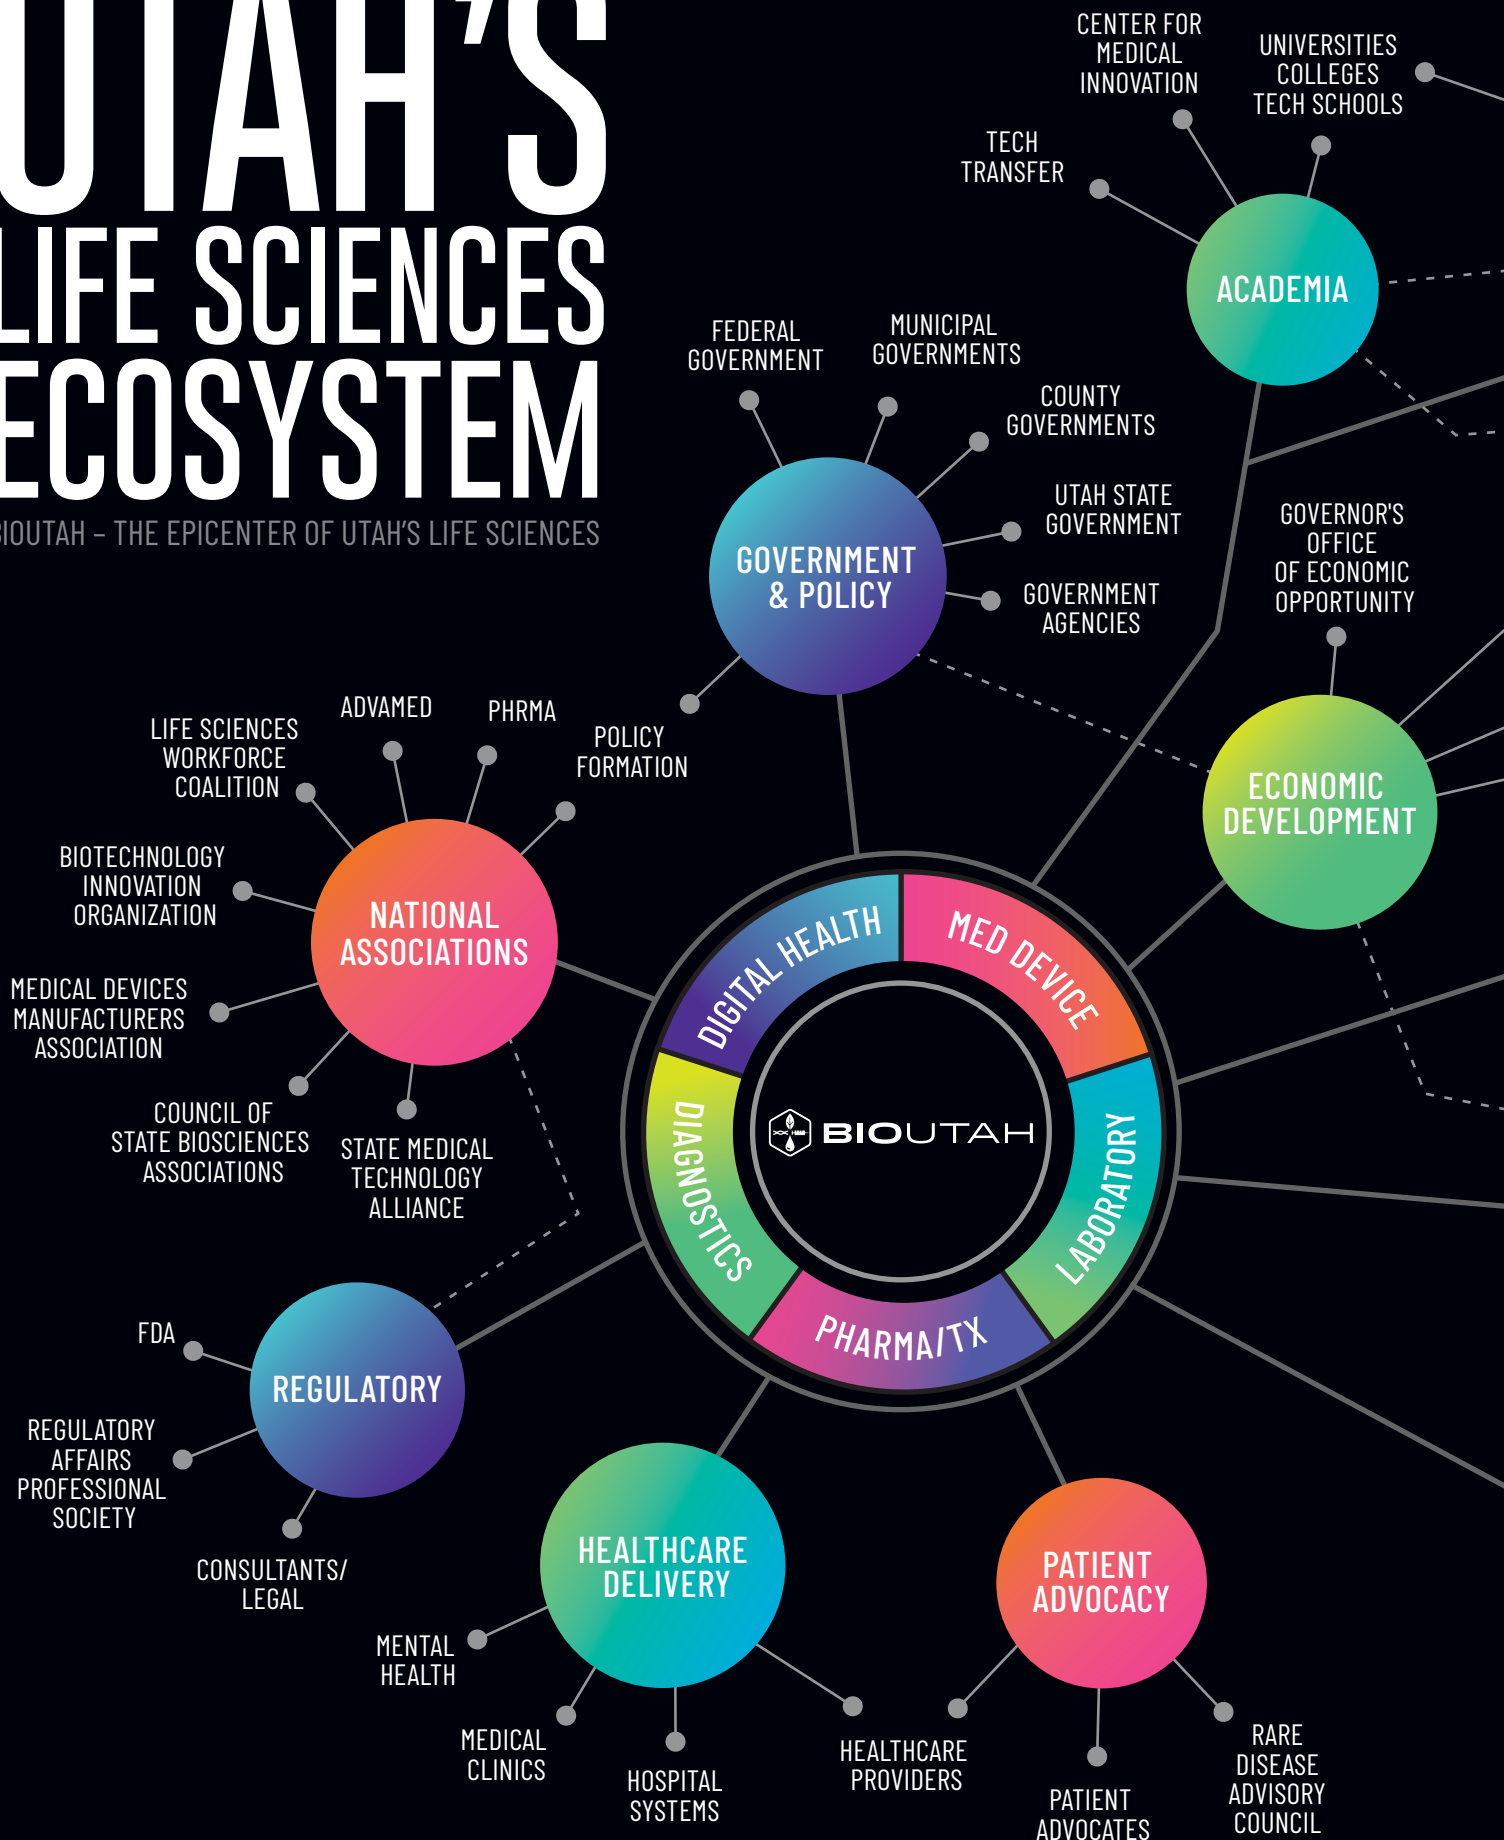 UTAH'S
LIFE SCIENCES
ECOSYSTEM
BIOUTAH – THE EPICENTER OF UTAH'S LIFE SCIENCES
CENTER FOR
MEDICAL
INNOVATION
UNIVERSITIES
COLLEGES
TECH SCHOOLS
TECH
TRANSFER
ACADEMIA
FEDERAL
GOVERNMENT
MUNICIPAL
GOVERNMENTS
COUNTY
GOVERNMENTS
UTAH STATE
GOVERNMENT
GOVERNMENT
AGENCIES
GOVERNMENT
& POLICY
POLICY
FORMATION
GOVERNOR'S
OFFICE
OF ECONOMIC
OPPORTUNITY
ECONOMIC
DEVELOPMENT
ADVAMED
PHRMA
LIFE SCIENCES
WORKFORCE
COALITION
BIOTECHNOLOGY
INNOVATION
ORGANIZATION
MEDICAL DEVICES
MANUFACTURERS
ASSOCIATION
COUNCIL OF
STATE BIOSCIENCES
ASSOCIATIONS
STATE MEDICAL
TECHNOLOGY
ALLIANCE
NATIONAL
ASSOCIATIONS
DIGITAL HEALTH
MED DEVICE
LABORATORY
PHARMA/TX
DIAGNOSTICS
BIOUTAH
FDA
REGULATORY
REGULATORY
AFFAIRS
PROFESSIONAL
SOCIETY
CONSULTANTS/
LEGAL
HEALTHCARE
DELIVERY
MENTAL
HEALTH
MEDICAL
CLINICS
HOSPITAL
SYSTEMS
HEALTHCARE
PROVIDERS
PATIENT
ADVOCACY
PATIENT
ADVOCATES
RARE
DISEASE
ADVISORY
COUNCIL